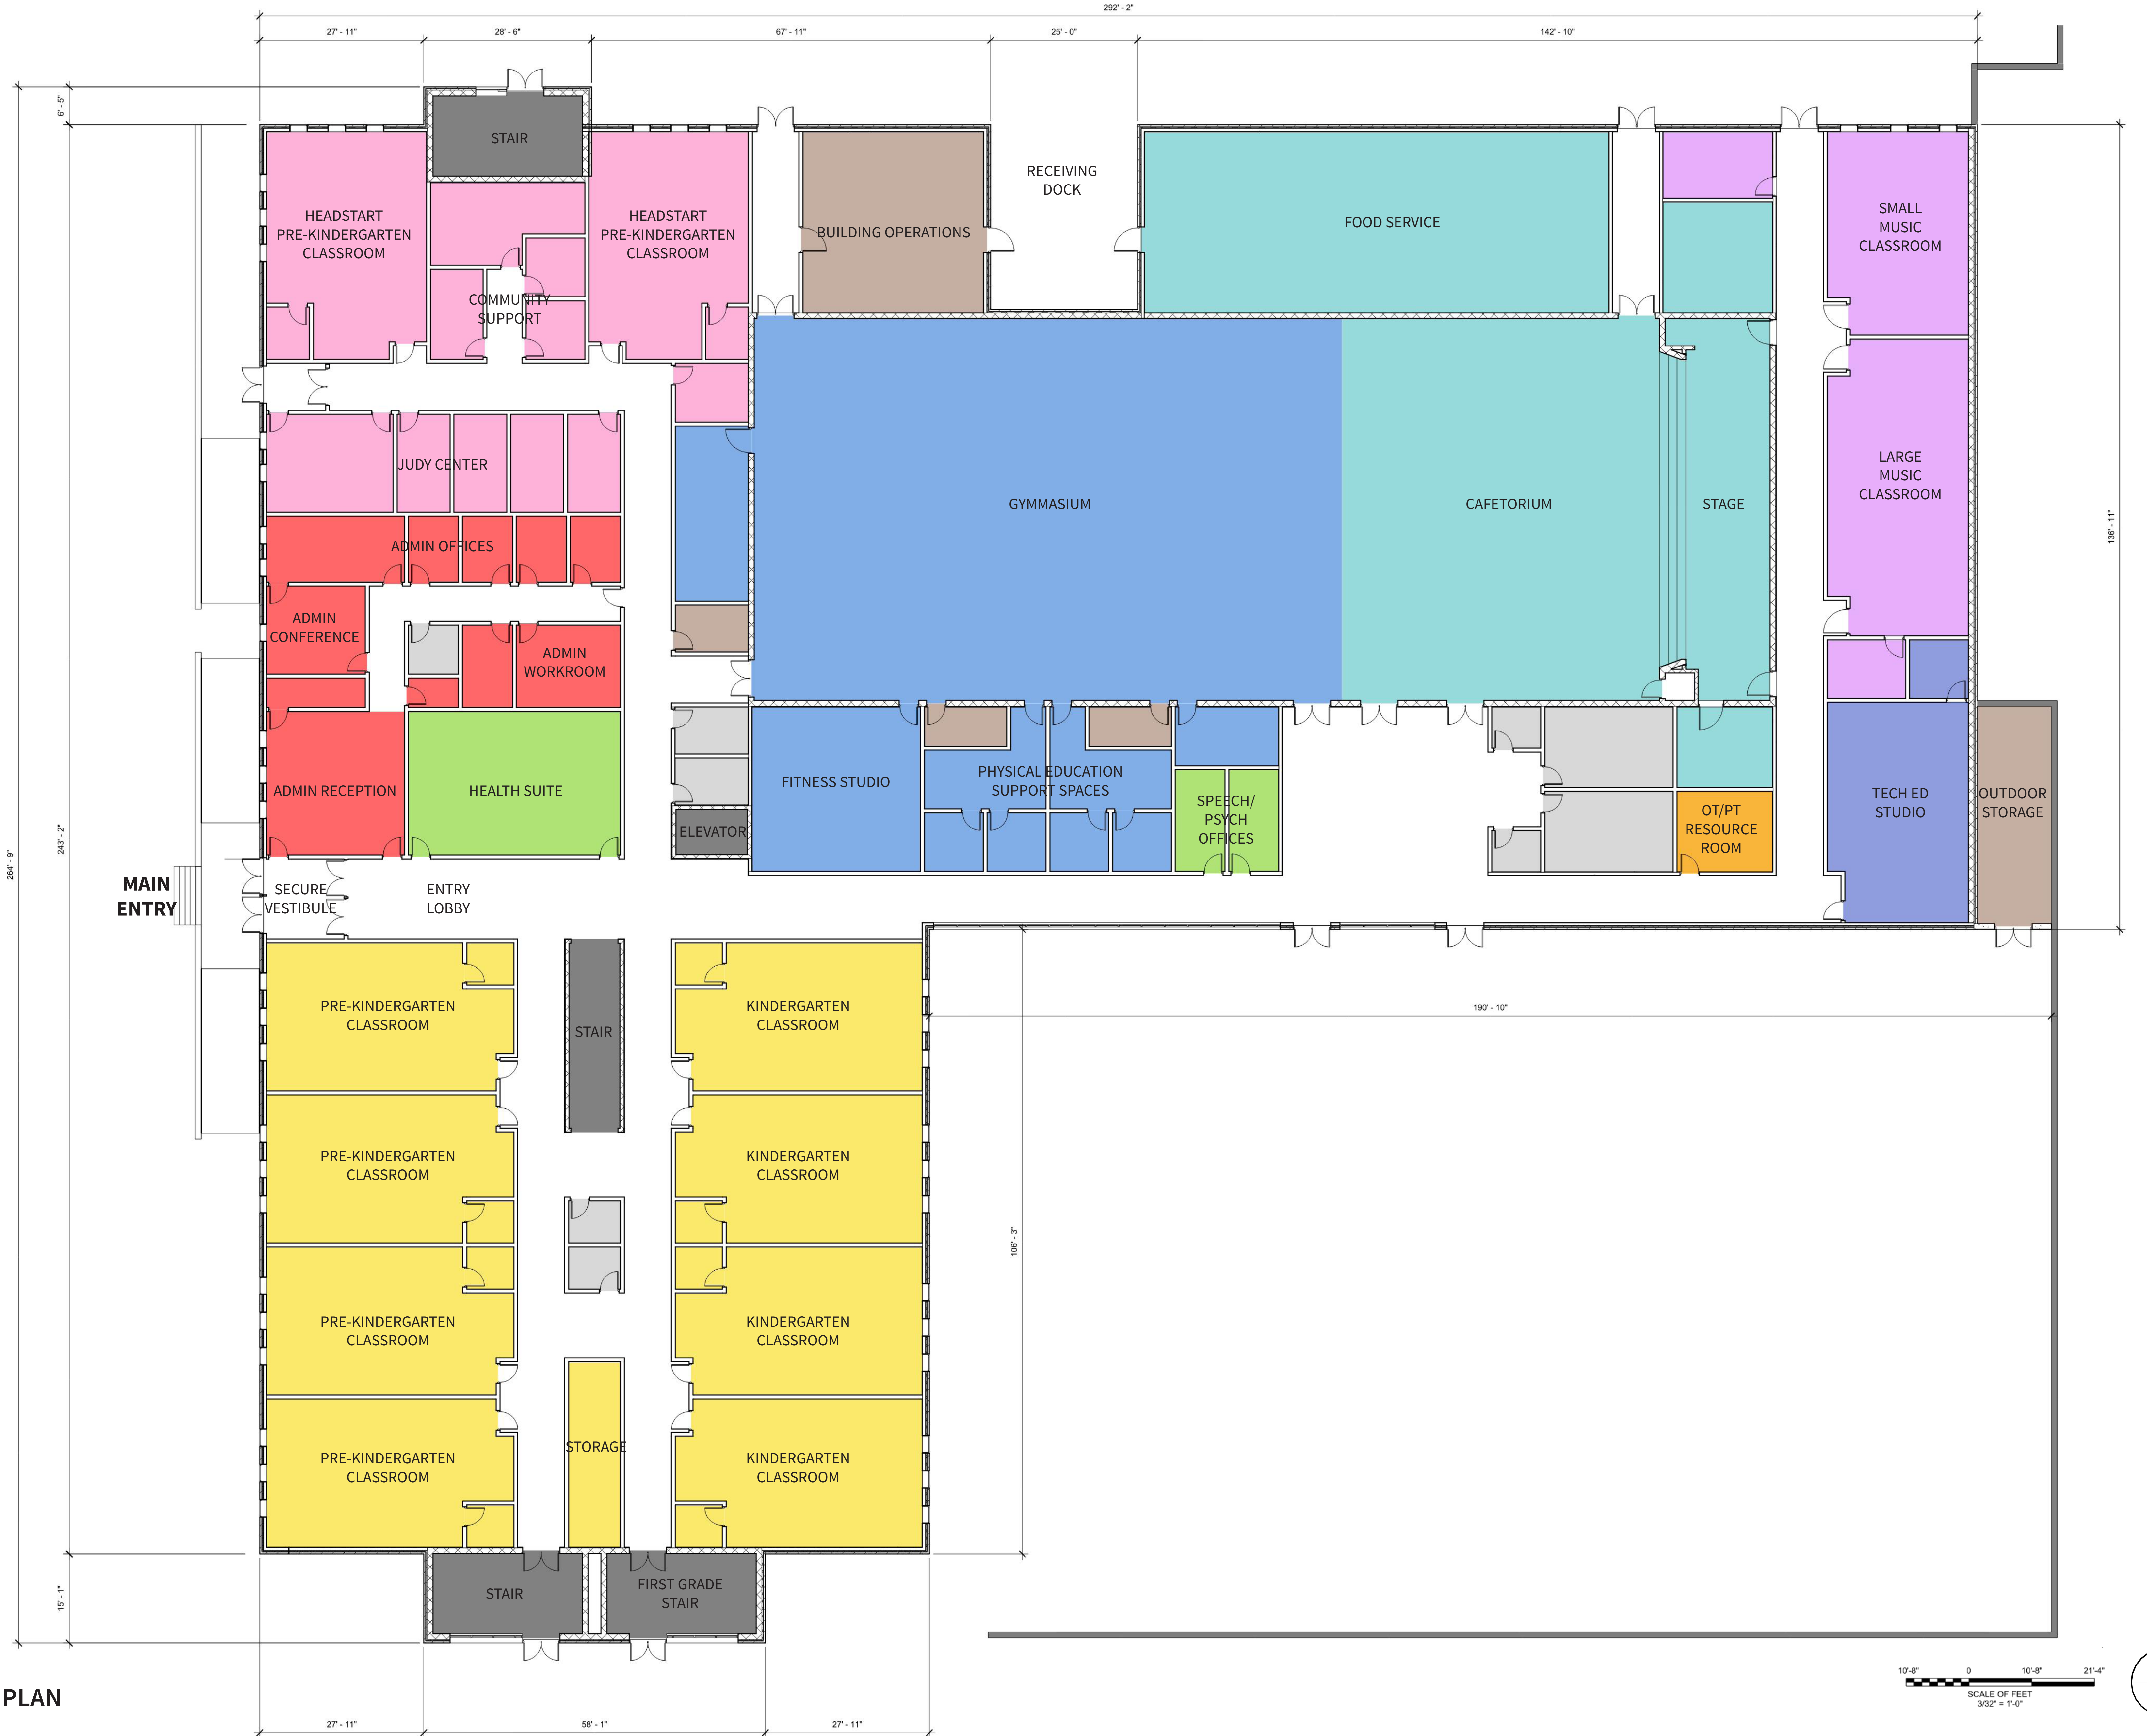 292' - 2"
27' - 11"
28' - 6"
67' - 11"
25' - 0"
142' - 10"
6' - 5"
264' - 9"
243' - 2"
15' - 1"
136' - 11"
STAIR
HEADSTART
PRE-KINDERGARTEN
CLASSROOM
HEADSTART
PRE-KINDERGARTEN
CLASSROOM
COMMUNITY
SUPPORT
BUILDING OPERATIONS
RECEIVING
DOCK
FOOD SERVICE
SMALL
MUSIC
CLASSROOM
JUDY CENTER
GYMMASIUM
CAFETORIUM
STAGE
LARGE
MUSIC
CLASSROOM
ADMIN OFFICES
ADMIN
CONFERENCE
ADMIN
WORKROOM
ADMIN RECEPTION
HEALTH SUITE
ELEVATOR
FITNESS STUDIO
PHYSICAL EDUCATION
SUPPORT SPACES
SPEECH/
PSYCH
OFFICES
OT/PT
RESOURCE
ROOM
TECH ED
STUDIO
OUTDOOR
STORAGE
MAIN
ENTRY
SECURE
VESTIBULE
ENTRY
LOBBY
PRE-KINDERGARTEN
CLASSROOM
STAIR
KINDERGARTEN
CLASSROOM
190' - 10"
PRE-KINDERGARTEN
CLASSROOM
KINDERGARTEN
CLASSROOM
106' - 3"
PRE-KINDERGARTEN
CLASSROOM
KINDERGARTEN
CLASSROOM
PRE-KINDERGARTEN
CLASSROOM
STORAGE
KINDERGARTEN
CLASSROOM
STAIR
FIRST GRADE
STAIR
PLAN
27' - 11"
58' - 1"
27' - 11"
10'-8" 0 10'-8" 21'-4"
SCALE OF FEET
3/32" = 1'-0"